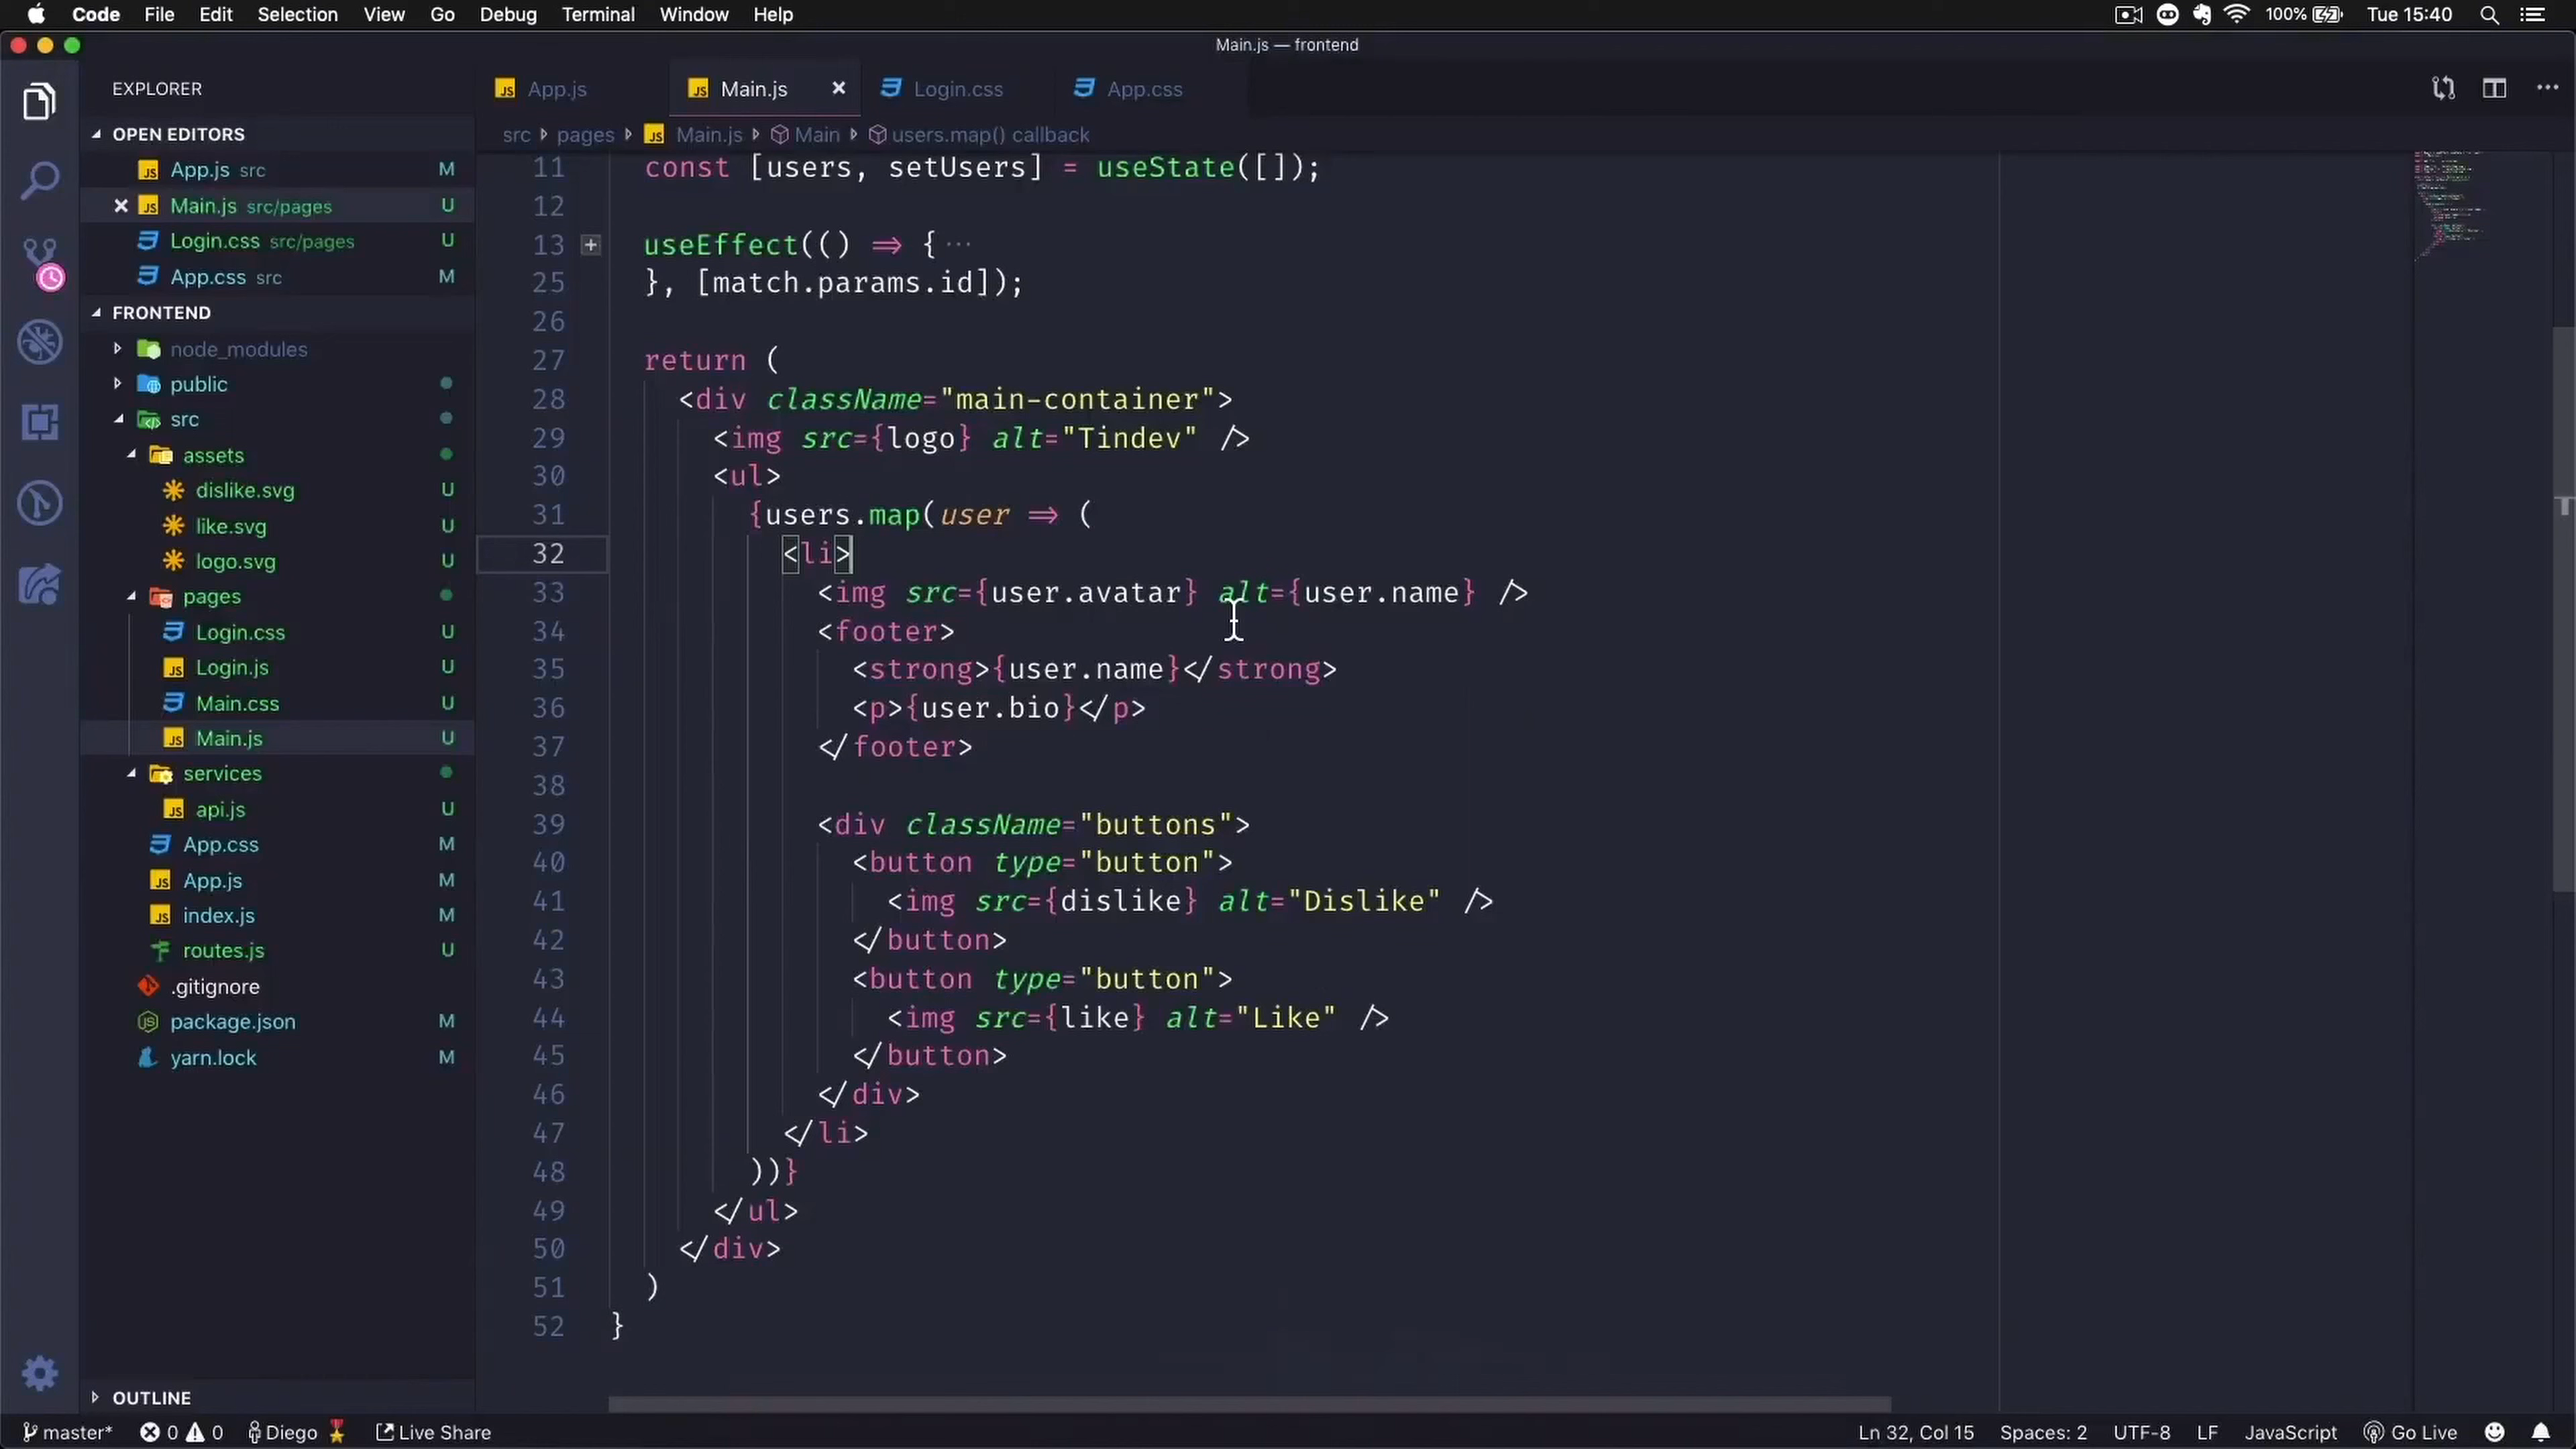 Code File Edit Selection View Go Debug Terminal Window Help 100% Tue 15:40
Main.js — frontend
EXPLORER
OPEN EDITORS
App.js src M
Main.js src/pages U
Login.css src/pages U
App.css src M
FRONTEND
node_modules
public
src
assets
dislike.svg U
like.svg U
logo.svg U
pages
Login.css U
Login.js U
Main.css U
Main.js U
services
api.js U
App.css M
App.js M
index.js M
routes.js U
.gitignore
package.json M
yarn.lock M
OUTLINE
JS App.js JS Main.js Login.css App.css
src pages JS Main.js Main users.map() callback
11 const [users, setUsers] = useState([]);
12
13 useEffect(() => { ...
25 }, [match.params.id]);
26
27 return (
28 <div className="main-container">
29 <img src={logo} alt="Tindev" />
30 <ul>
31 {users.map(user => (
32 <li>
33 <img src={user.avatar} alt={user.name} />
34 <footer>
35 <strong>{user.name}</strong>
36 <p>{user.bio}</p>
37 </footer>
38
39 <div className="buttons">
40 <button type="button">
41 <img src={dislike} alt="Dislike" />
42 </button>
43 <button type="button">
44 <img src={like} alt="Like" />
45 </button>
46 </div>
47 </li>
48 ))}
49 </ul>
50 </div>
51 )
52 }
master* 0 0 Diego Live Share Ln 32, Col 15 Spaces: 2 UTF-8 LF JavaScript Go Live